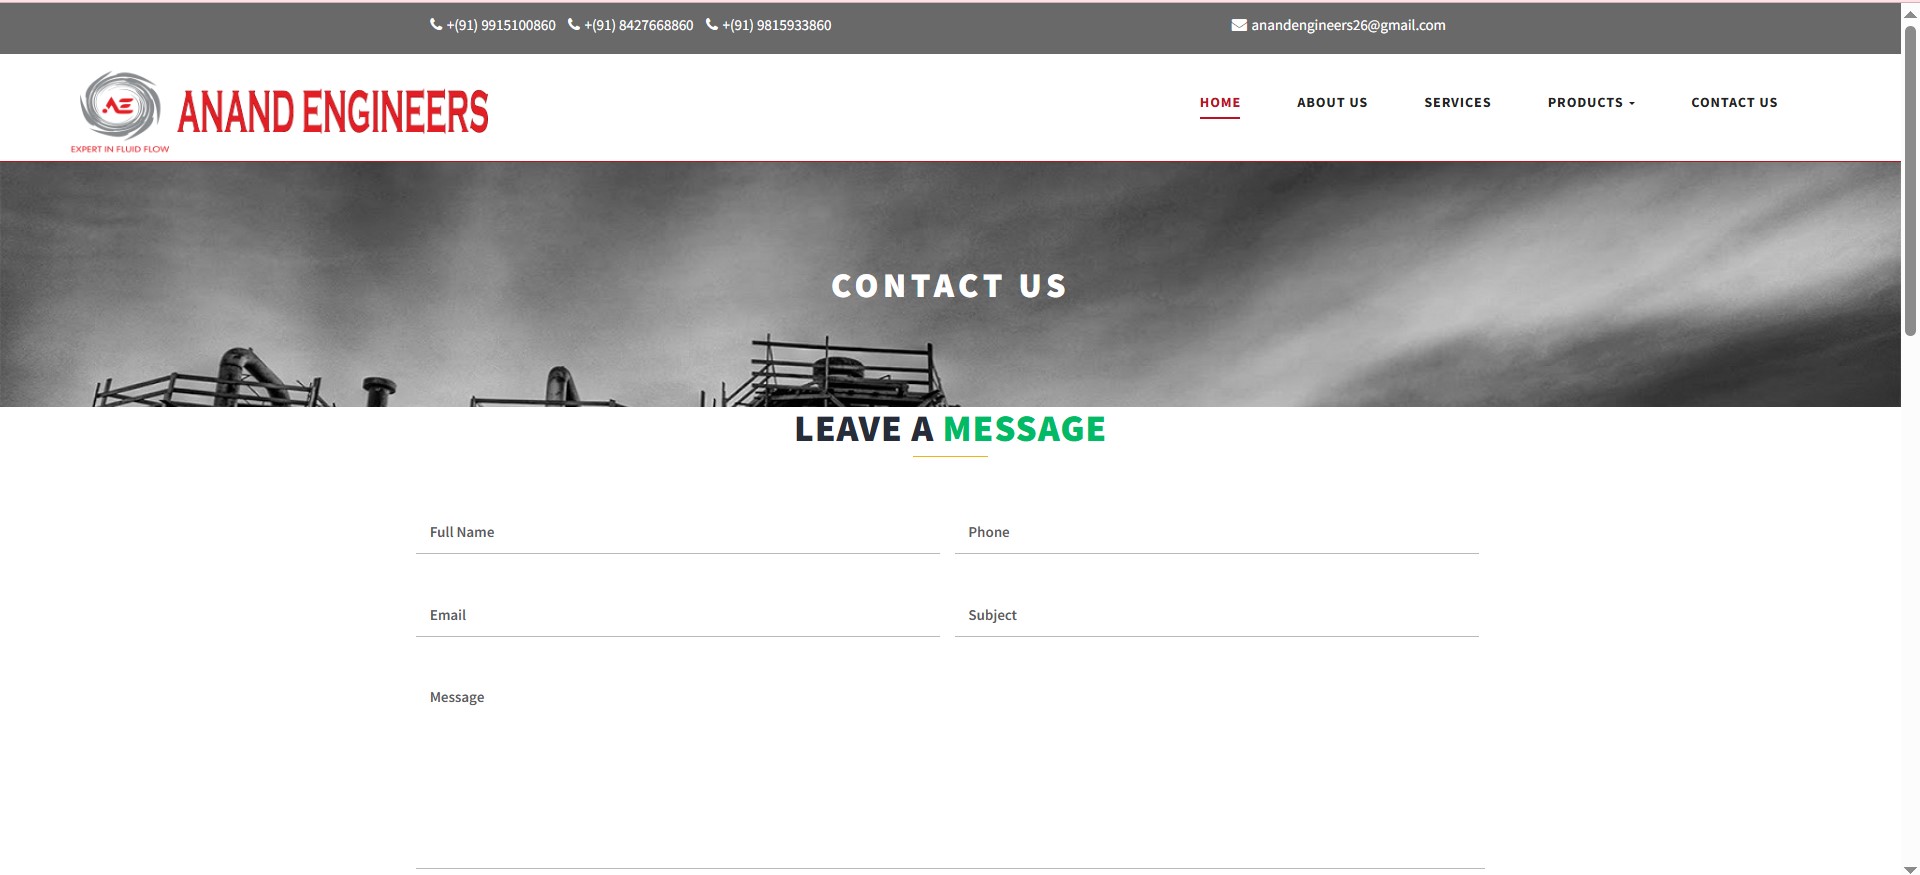 +(91) 9915100860 +(91) 8427668860 +(91) 9815933860 anandengineers26@gmail.com
AE
EXPERT IN FLUID FLOW
ANAND ENGINEERS
HOME ABOUT US SERVICES PRODUCTS CONTACT US
CONTACT US
LEAVE A MESSAGE
Full Name Phone
Email Subject
Message